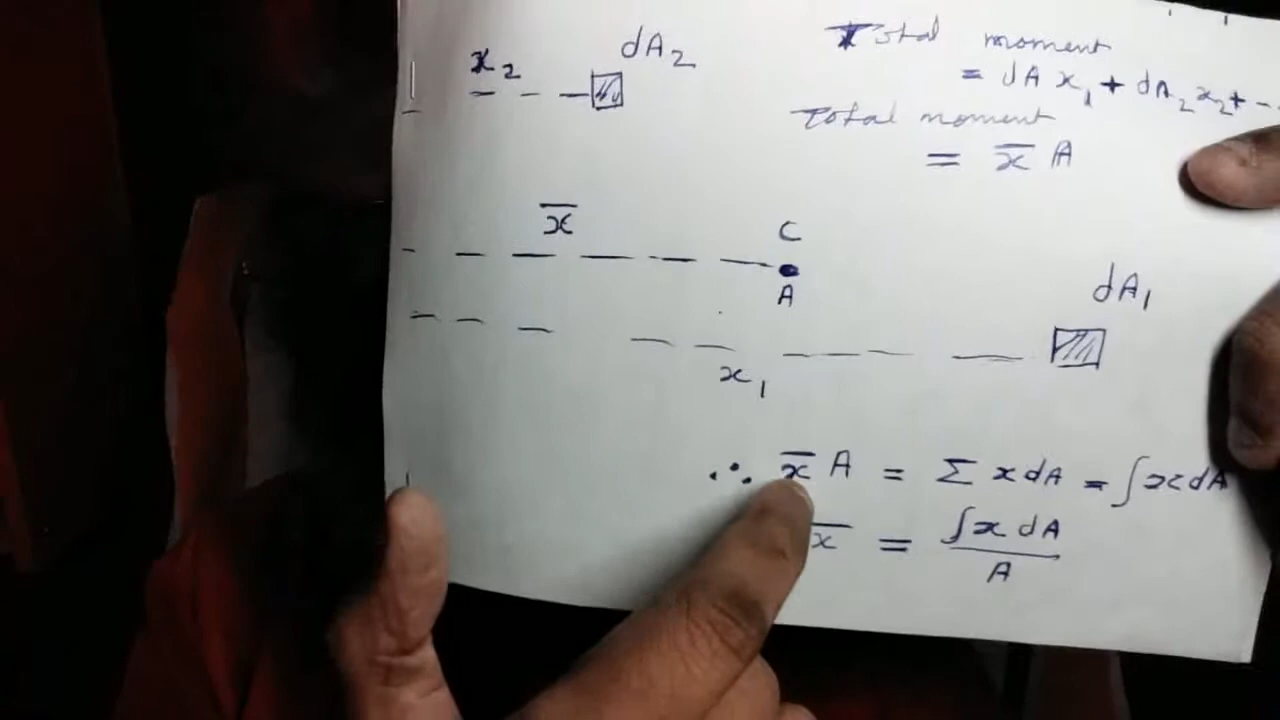 x₂ dA₂
Total moment
= dA x₁ + dA₂ x₂ + - -
Total moment
= x̄ A
x̄
C
A
dA₁
x₁
∴ x̄ A = Σ x dA = ∫ x dA
x̄ = ∫ x dA / A